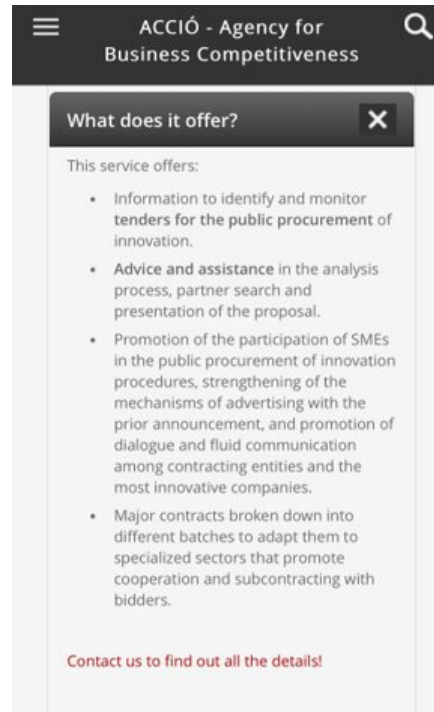 ACCIÓ - Agency for
Business Competitiveness
What does it offer?
This service offers:
• Information to identify and monitor
tenders for the public procurement of
innovation.
• Advice and assistance in the analysis
process, partner search and
presentation of the proposal.
• Promotion of the participation of SMEs
in the public procurement of innovation
procedures, strengthening of the
mechanisms of advertising with the
prior announcement, and promotion of
dialogue and fluid communication
among contracting entities and the
most innovative companies.
• Major contracts broken down into
different batches to adapt them to
specialized sectors that promote
cooperation and subcontracting with
bidders.
Contact us to find out all the details!